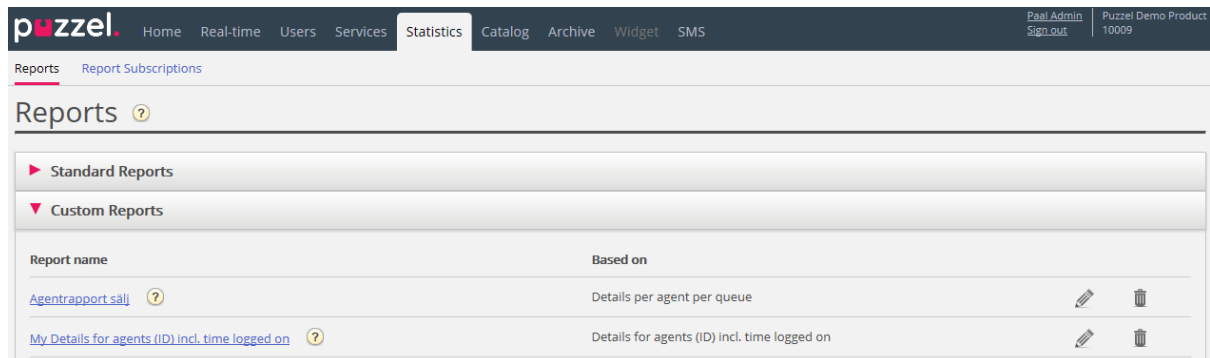 puzzel. Home Real-time Users Services Statistics Catalog Archive Widget SMS
Paal Admin Puzzel Demo Product
Sign out 10009
Reports Report Subscriptions
Reports ?
Standard Reports
Custom Reports
Report name Based on
Agentrapport sälj ? Details per agent per queue
My Details for agents (ID) incl. time logged on ? Details for agents (ID) incl. time logged on